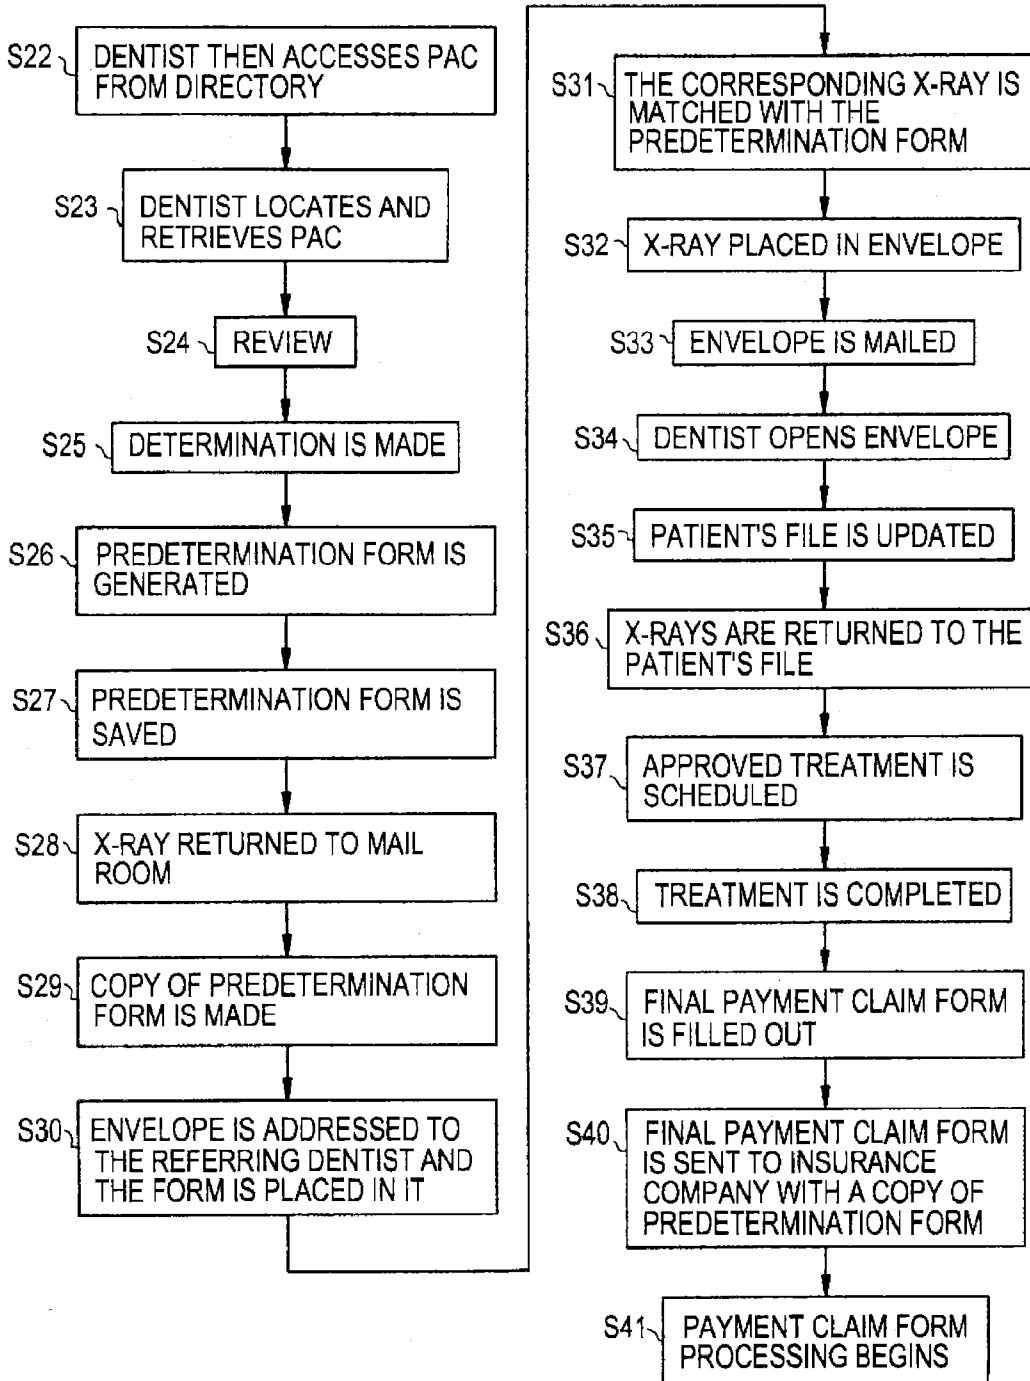 S22
DENTIST THEN ACCESSES PAC
FROM DIRECTORY
S23
DENTIST LOCATES AND
RETRIEVES PAC
S24
REVIEW
S25
DETERMINATION IS MADE
S26
PREDETERMINATION FORM IS
GENERATED
S27
PREDETERMINATION FORM IS
SAVED
S28
X-RAY RETURNED TO MAIL
ROOM
S29
COPY OF PREDETERMINATION
FORM IS MADE
S30
ENVELOPE IS ADDRESSED TO
THE REFERRING DENTIST AND
THE FORM IS PLACED IN IT
S31
THE CORRESPONDING X-RAY IS
MATCHED WITH THE
PREDETERMINATION FORM
S32
X-RAY PLACED IN ENVELOPE
S33
ENVELOPE IS MAILED
S34
DENTIST OPENS ENVELOPE
S35
PATIENT'S FILE IS UPDATED
S36
X-RAYS ARE RETURNED TO THE
PATIENT'S FILE
S37
APPROVED TREATMENT IS
SCHEDULED
S38
TREATMENT IS COMPLETED
S39
FINAL PAYMENT CLAIM FORM
IS FILLED OUT
S40
FINAL PAYMENT CLAIM FORM
IS SENT TO INSURANCE
COMPANY WITH A COPY OF
PREDETERMINATION FORM
S41
PAYMENT CLAIM FORM
PROCESSING BEGINS